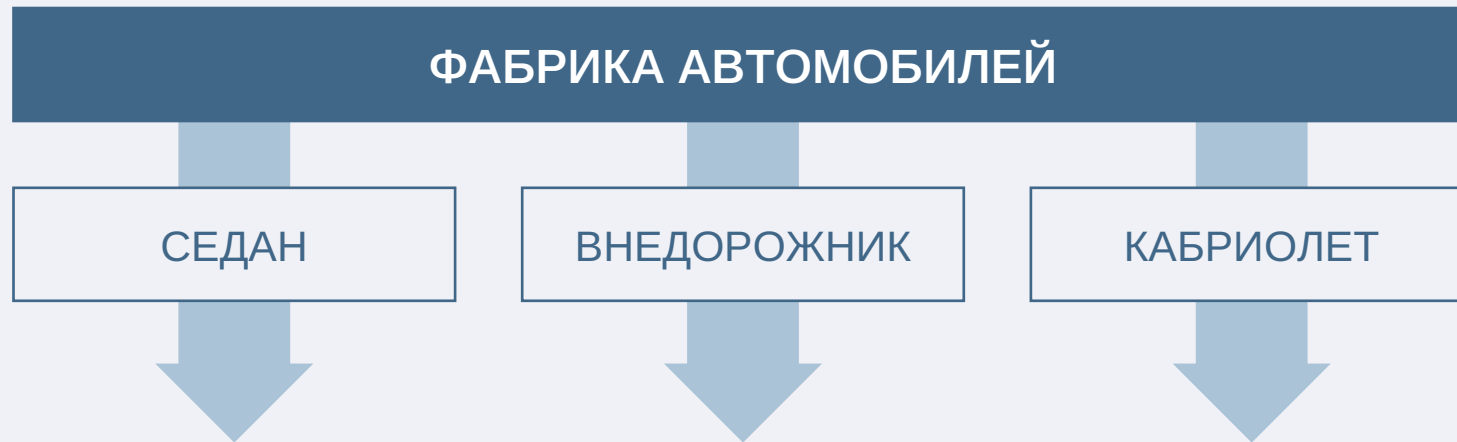 ФАБРИКА АВТОМОБИЛЕЙ
СЕДАН
ВНЕДОРОЖНИК
КАБРИОЛЕТ